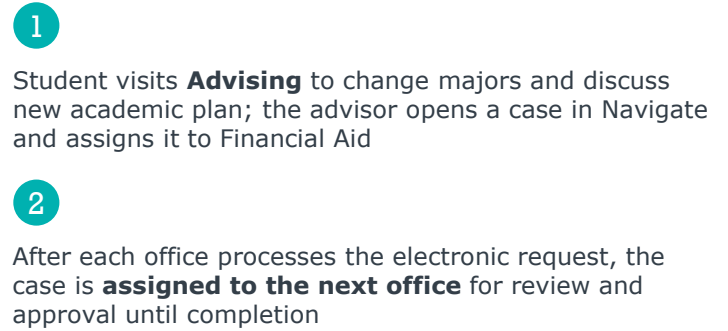 1
Student visits Advising to change majors and discuss
new academic plan; the advisor opens a case in Navigate
and assigns it to Financial Aid
2
After each office processes the electronic request, the
case is assigned to the next office for review and
approval until completion